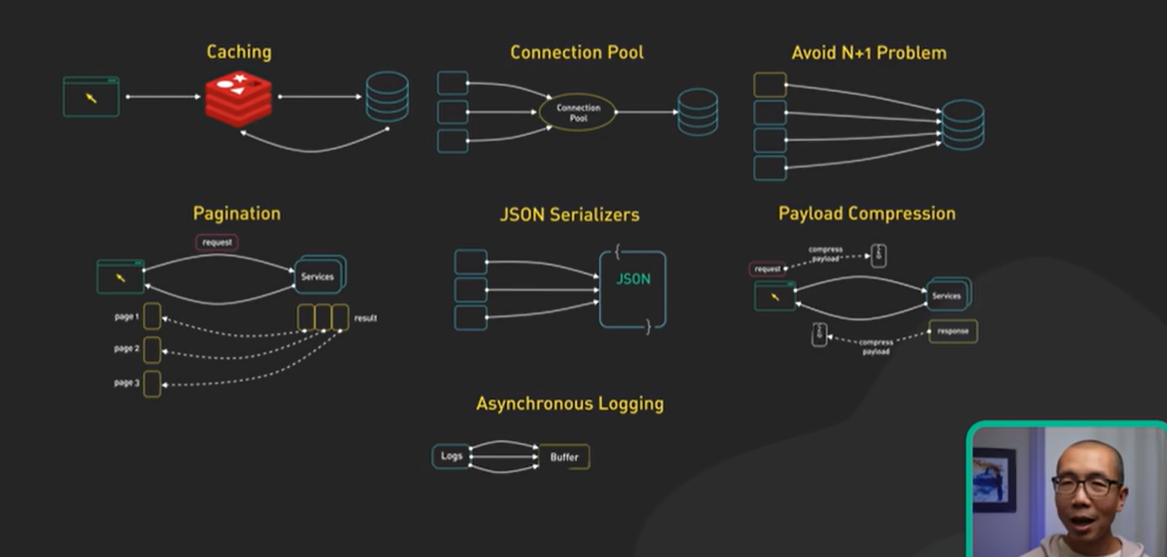 Caching
Connection Pool
Avoid N+1 Problem
Connection
Pool
Pagination
JSON Serializers
Payload Compression
request
Services
page 1
page 2
page 3
result
{
JSON
}
compress
payload
request
Services
response
compress
payload
Asynchronous Logging
Logs
Buffer